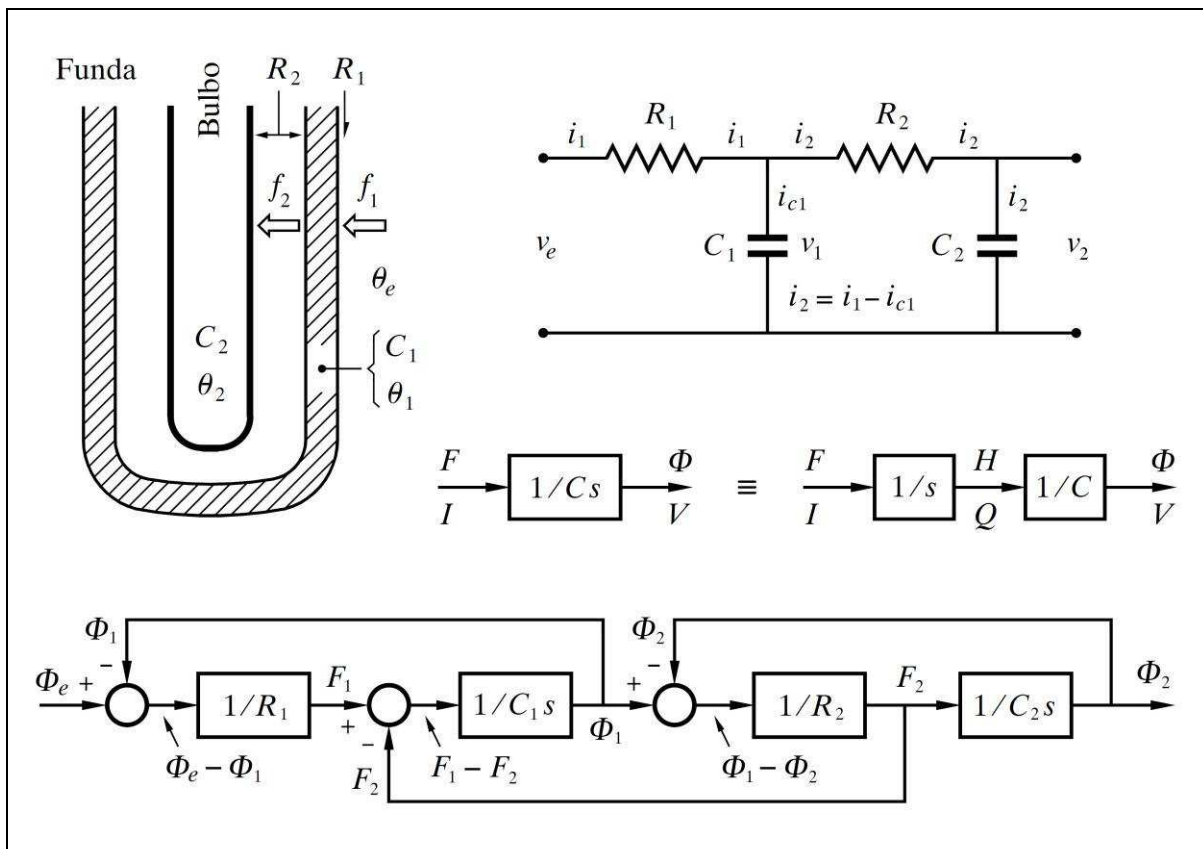 Funda Bulbo R₂ R₁
f₂ f₁
θₑ
C₂ C₁
θ₂ θ₁
R₁ R₂
i₁ i₁ i₂ i₂
i_c1 i₂
vₑ C₁ v₁ C₂ v₂
i₂ = i₁ − i_c1
F Φ F H Φ
1/Cs ≡ 1/s 1/C
I V I Q V
Φ₁ − Φ₂ −
Φₑ + F₁ + F₂ Φ₂
1/R₁ − 1/C₁s Φ₁ 1/R₂ 1/C₂s
Φₑ − Φ₁ F₂ F₁ − F₂ Φ₁ − Φ₂